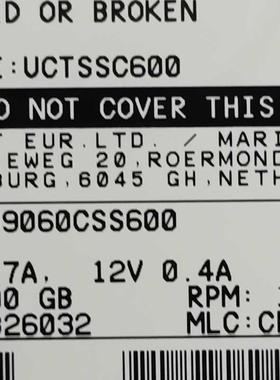 D OR BROKEN
E:UCTSSC600
O NOT COVER THIS
T EUR.LTD. / MARI
EWEG 20,ROERMOND
BURG,6045 GH,NETH
9060CSS600
7A, 12V 0.4A
0 GB RPM:
326032 MLC:C